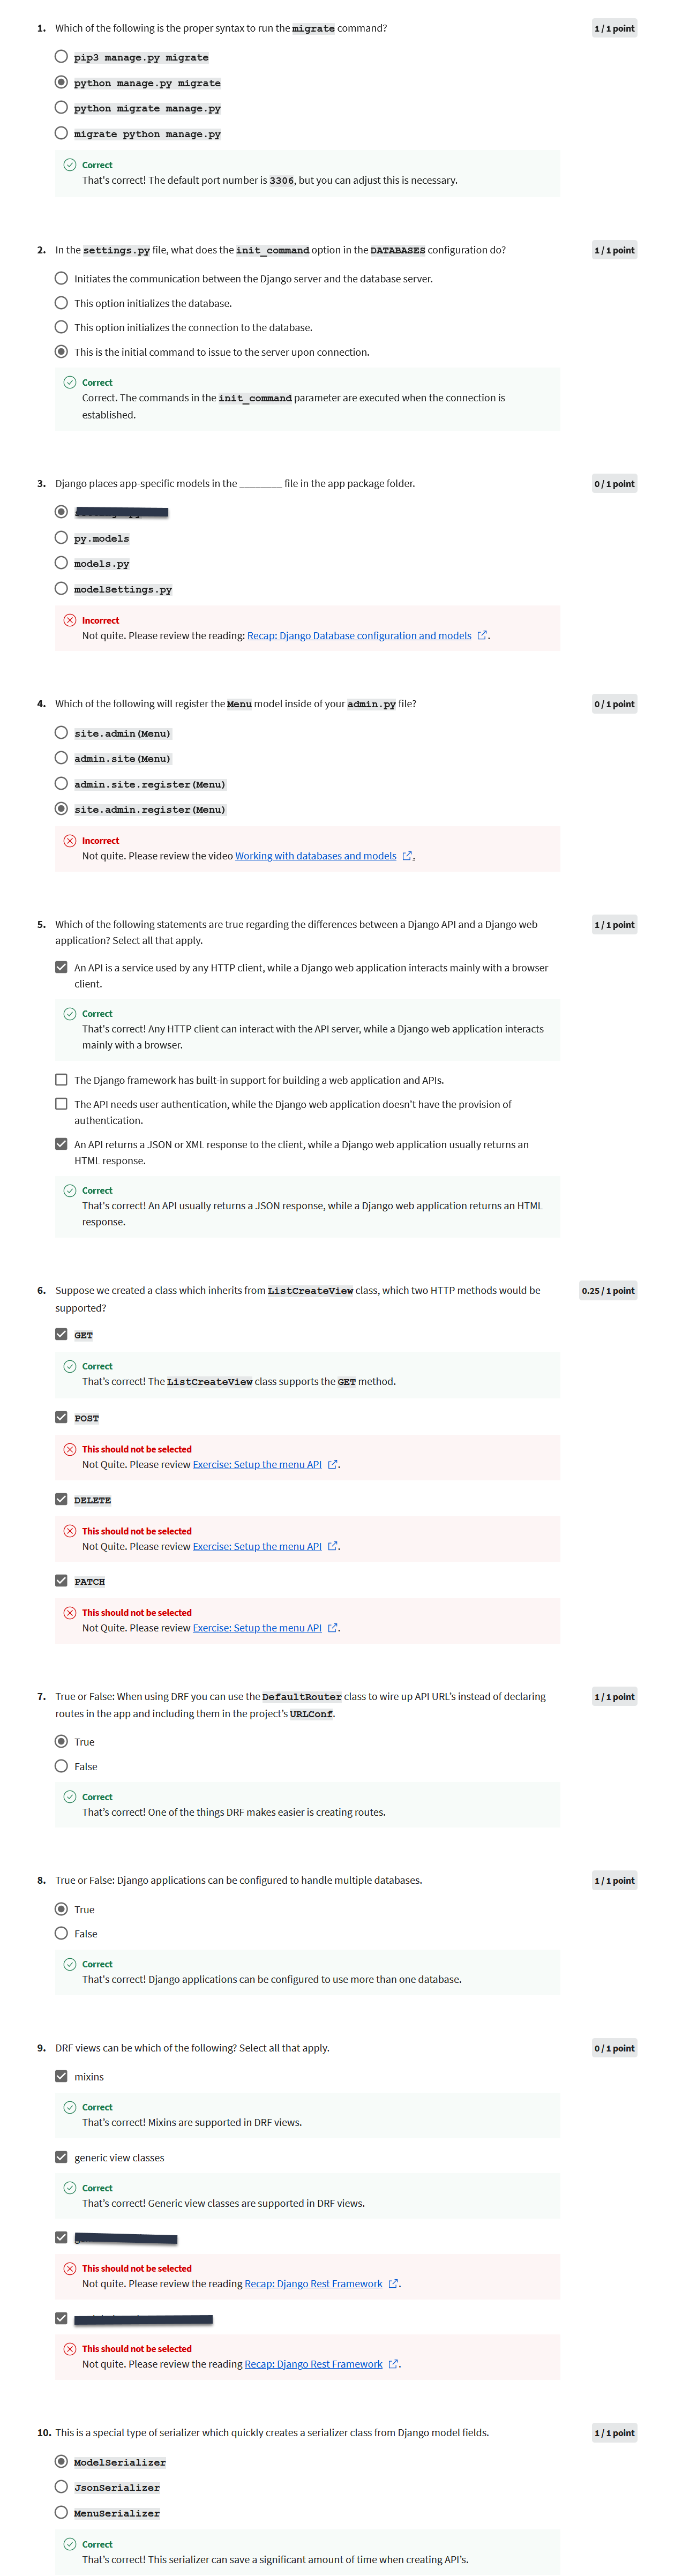 1. Which of the following is the proper syntax to run the migrate command?
1 / 1 point
pip3 manage.py migrate
python manage.py migrate
python migrate manage.py
migrate python manage.py
Correct
That's correct! The default port number is 3306, but you can adjust this is necessary.
2. In the settings.py file, what does the init_command option in the DATABASES configuration do?
1 / 1 point
Initiates the communication between the Django server and the database server.
This option initializes the database.
This option initializes the connection to the database.
This is the initial command to issue to the server upon connection.
Correct
Correct. The commands in the init_command parameter are executed when the connection is
established.
3. Django places app-specific models in the ________ file in the app package folder.
0 / 1 point
py.models
models.py
modelSettings.py
Incorrect
Not quite. Please review the reading: Recap: Django Database configuration and models .
4. Which of the following will register the Menu model inside of your admin.py file?
0 / 1 point
site.admin(Menu)
admin.site(Menu)
admin.site.register(Menu)
site.admin.register(Menu)
Incorrect
Not quite. Please review the video Working with databases and models .
5. Which of the following statements are true regarding the differences between a Django API and a Django web
application? Select all that apply.
1 / 1 point
An API is a service used by any HTTP client, while a Django web application interacts mainly with a browser
client.
Correct
That's correct! Any HTTP client can interact with the API server, while a Django web application interacts
mainly with a browser.
The Django framework has built-in support for building a web application and APIs.
The API needs user authentication, while the Django web application doesn't have the provision of
authentication.
An API returns a JSON or XML response to the client, while a Django web application usually returns an
HTML response.
Correct
That's correct! An API usually returns a JSON response, while a Django web application returns an HTML
response.
6. Suppose we created a class which inherits from ListCreateView class, which two HTTP methods would be
supported?
0.25 / 1 point
GET
Correct
That's correct! The ListCreateView class supports the GET method.
POST
This should not be selected
Not Quite. Please review Exercise: Setup the menu API .
DELETE
This should not be selected
Not Quite. Please review Exercise: Setup the menu API .
PATCH
This should not be selected
Not Quite. Please review Exercise: Setup the menu API .
7. True or False: When using DRF you can use the DefaultRouter class to wire up API URL's instead of declaring
routes in the app and including them in the project's URLConf.
1 / 1 point
True
False
Correct
That's correct! One of the things DRF makes easier is creating routes.
8. True or False: Django applications can be configured to handle multiple databases.
1 / 1 point
True
False
Correct
That's correct! Django applications can be configured to use more than one database.
9. DRF views can be which of the following? Select all that apply.
0 / 1 point
mixins
Correct
That's correct! Mixins are supported in DRF views.
generic view classes
Correct
That's correct! Generic view classes are supported in DRF views.
This should not be selected
Not quite. Please review the reading Recap: Django Rest Framework .
This should not be selected
Not quite. Please review the reading Recap: Django Rest Framework .
10. This is a special type of serializer which quickly creates a serializer class from Django model fields.
1 / 1 point
ModelSerializer
JsonSerializer
MenuSerializer
Correct
That's correct! This serializer can save a significant amount of time when creating API's.